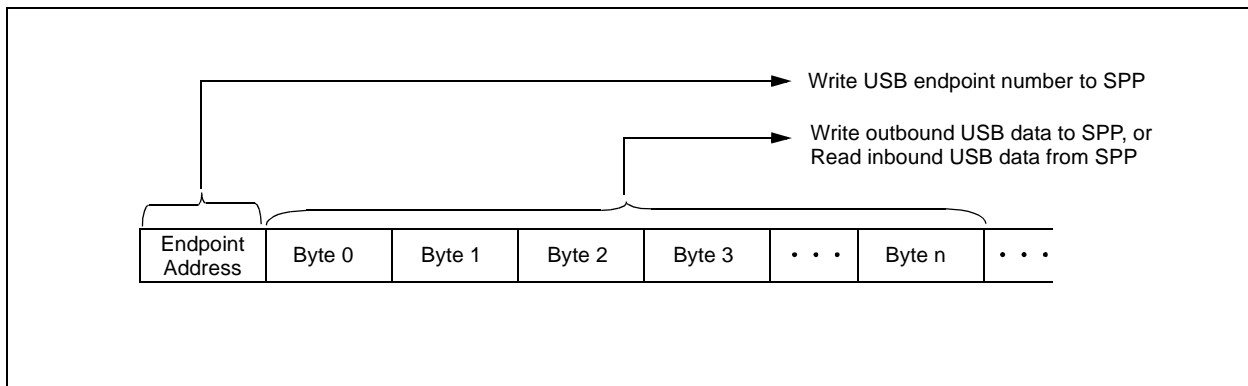 Write USB endpoint number to SPP
Write outbound USB data to SPP, or
Read inbound USB data from SPP
Endpoint
Address
Byte 0
Byte 1
Byte 2
Byte 3
· · ·
Byte n
· · ·